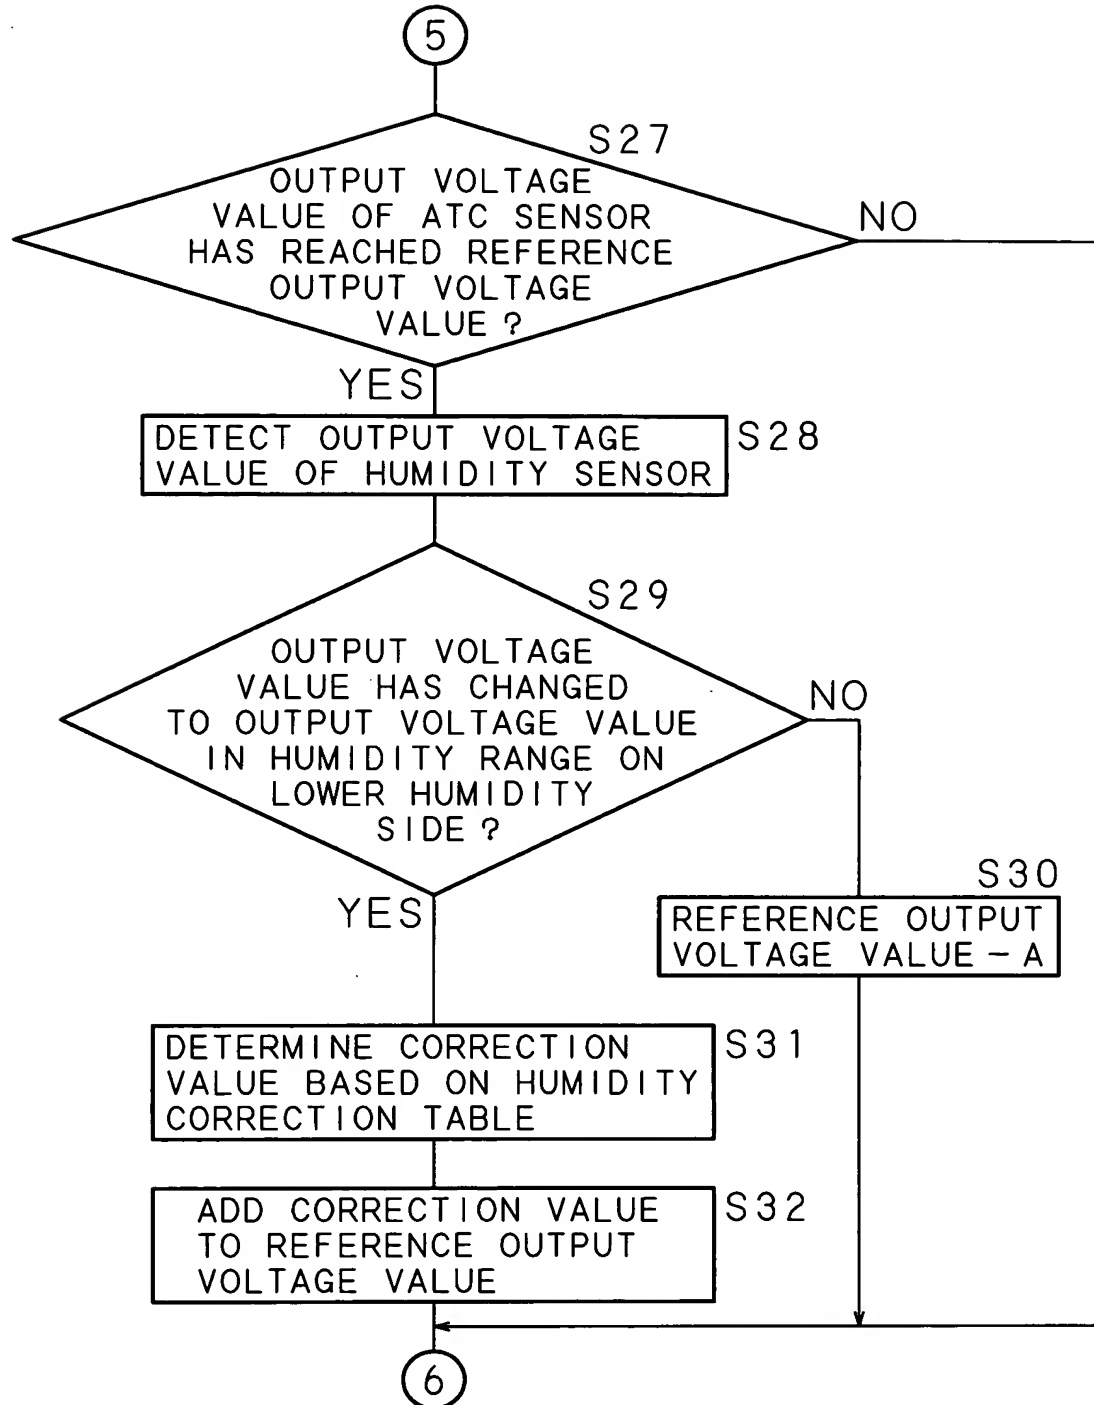 5
S27
OUTPUT VOLTAGE
VALUE OF ATC SENSOR
HAS REACHED REFERENCE
OUTPUT VOLTAGE
VALUE ?
NO
YES
DETECT OUTPUT VOLTAGE
VALUE OF HUMIDITY SENSOR
S28
S29
OUTPUT VOLTAGE
VALUE HAS CHANGED
TO OUTPUT VOLTAGE VALUE
IN HUMIDITY RANGE ON
LOWER HUMIDITY
SIDE ?
NO
YES
S30
REFERENCE OUTPUT
VOLTAGE VALUE - A
DETERMINE CORRECTION
VALUE BASED ON HUMIDITY
CORRECTION TABLE
S31
ADD CORRECTION VALUE
TO REFERENCE OUTPUT
VOLTAGE VALUE
S32
6